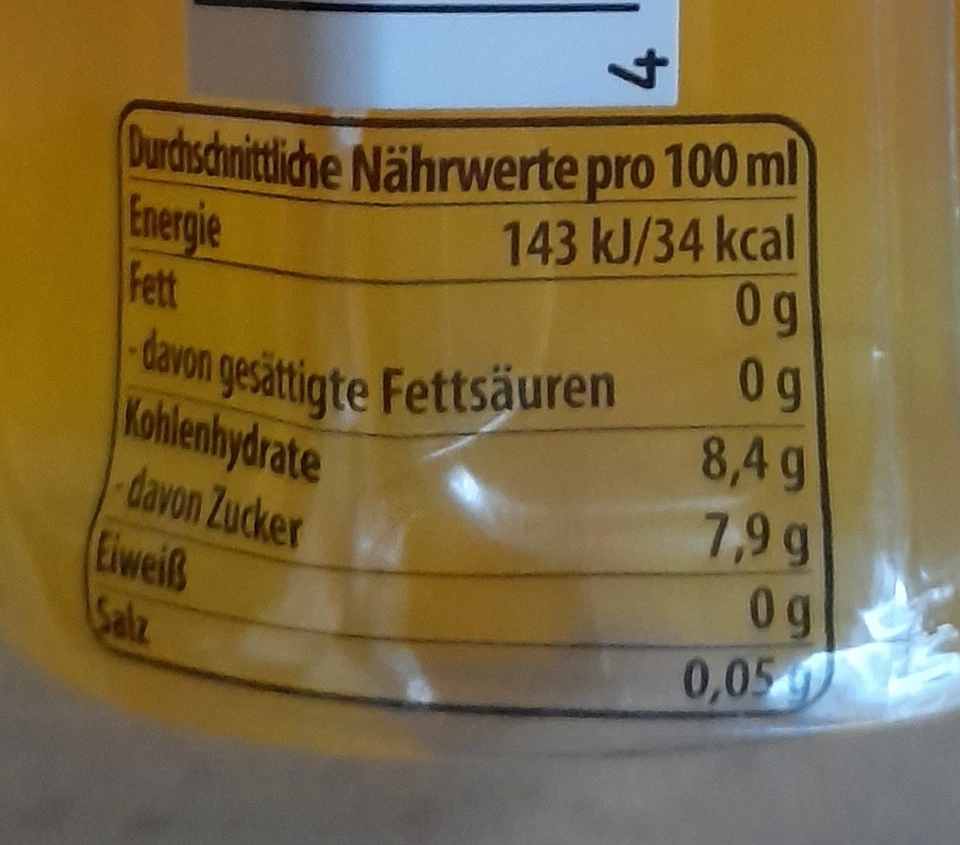 4
Durchschnittliche Nährwerte pro 100 ml
Energie 143 kJ/34 kcal
Fett 0 g
- davon gesättigte Fettsäuren 0 g
Kohlenhydrate 8,4 g
- davon Zucker 7,9 g
Eiweiß 0 g
Salz 0,05 g